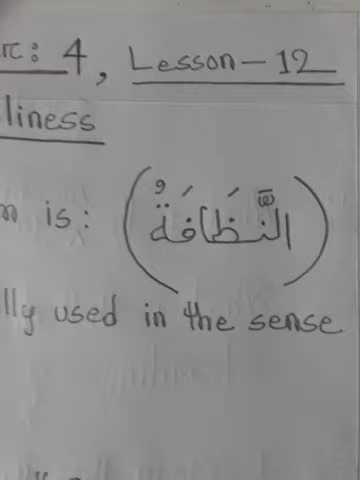 : 4, Lesson-12
liness
is: (النَّظَافَةُ)
lly used in the sense